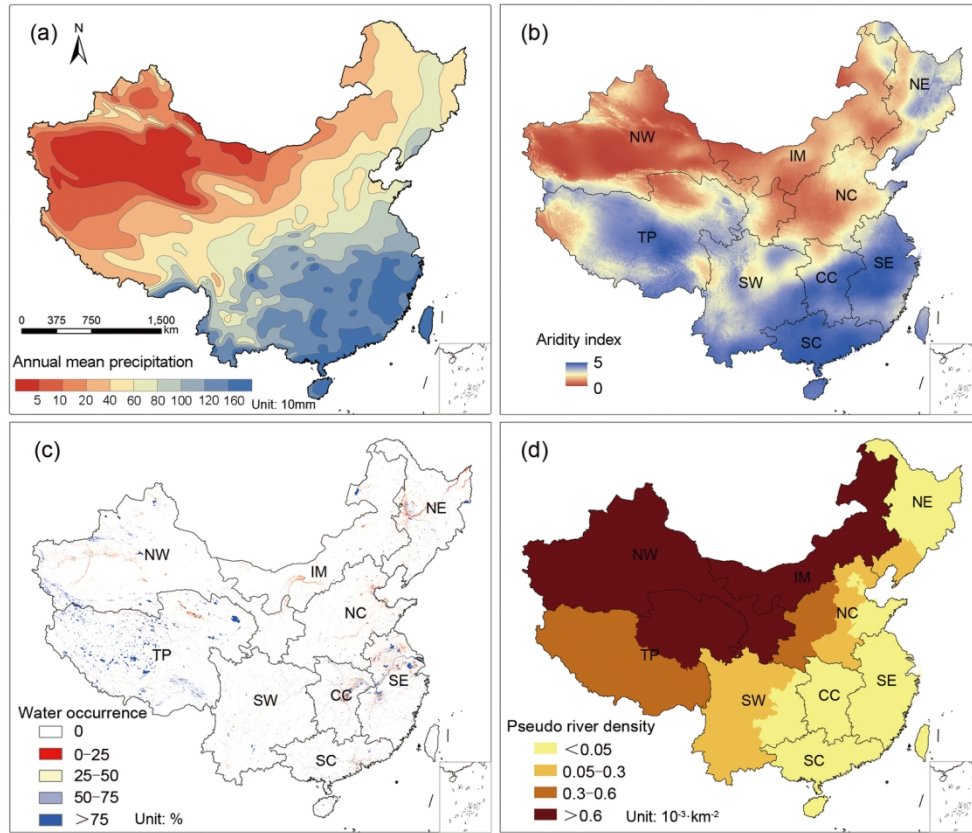 (a)
N
0 375 750 1,500
km
Annual mean precipitation
5 10 20 40 60 80 100 120 160
Unit: 10mm
(b)
NE
NW
IM
NC
TP
SW
CC
SE
SC
Aridity index
5
0
(c)
NE
NW
IM
NC
TP
SE
SW
CC
SC
Water occurrence
0
0–25
25–50
50–75
>75
Unit: %
(d)
NE
NW
IM
NC
TP
SW
CC
SE
SC
Pseudo river density
<0.05
0.05–0.3
0.3–0.6
>0.6
Unit: 10⁻³·km⁻²